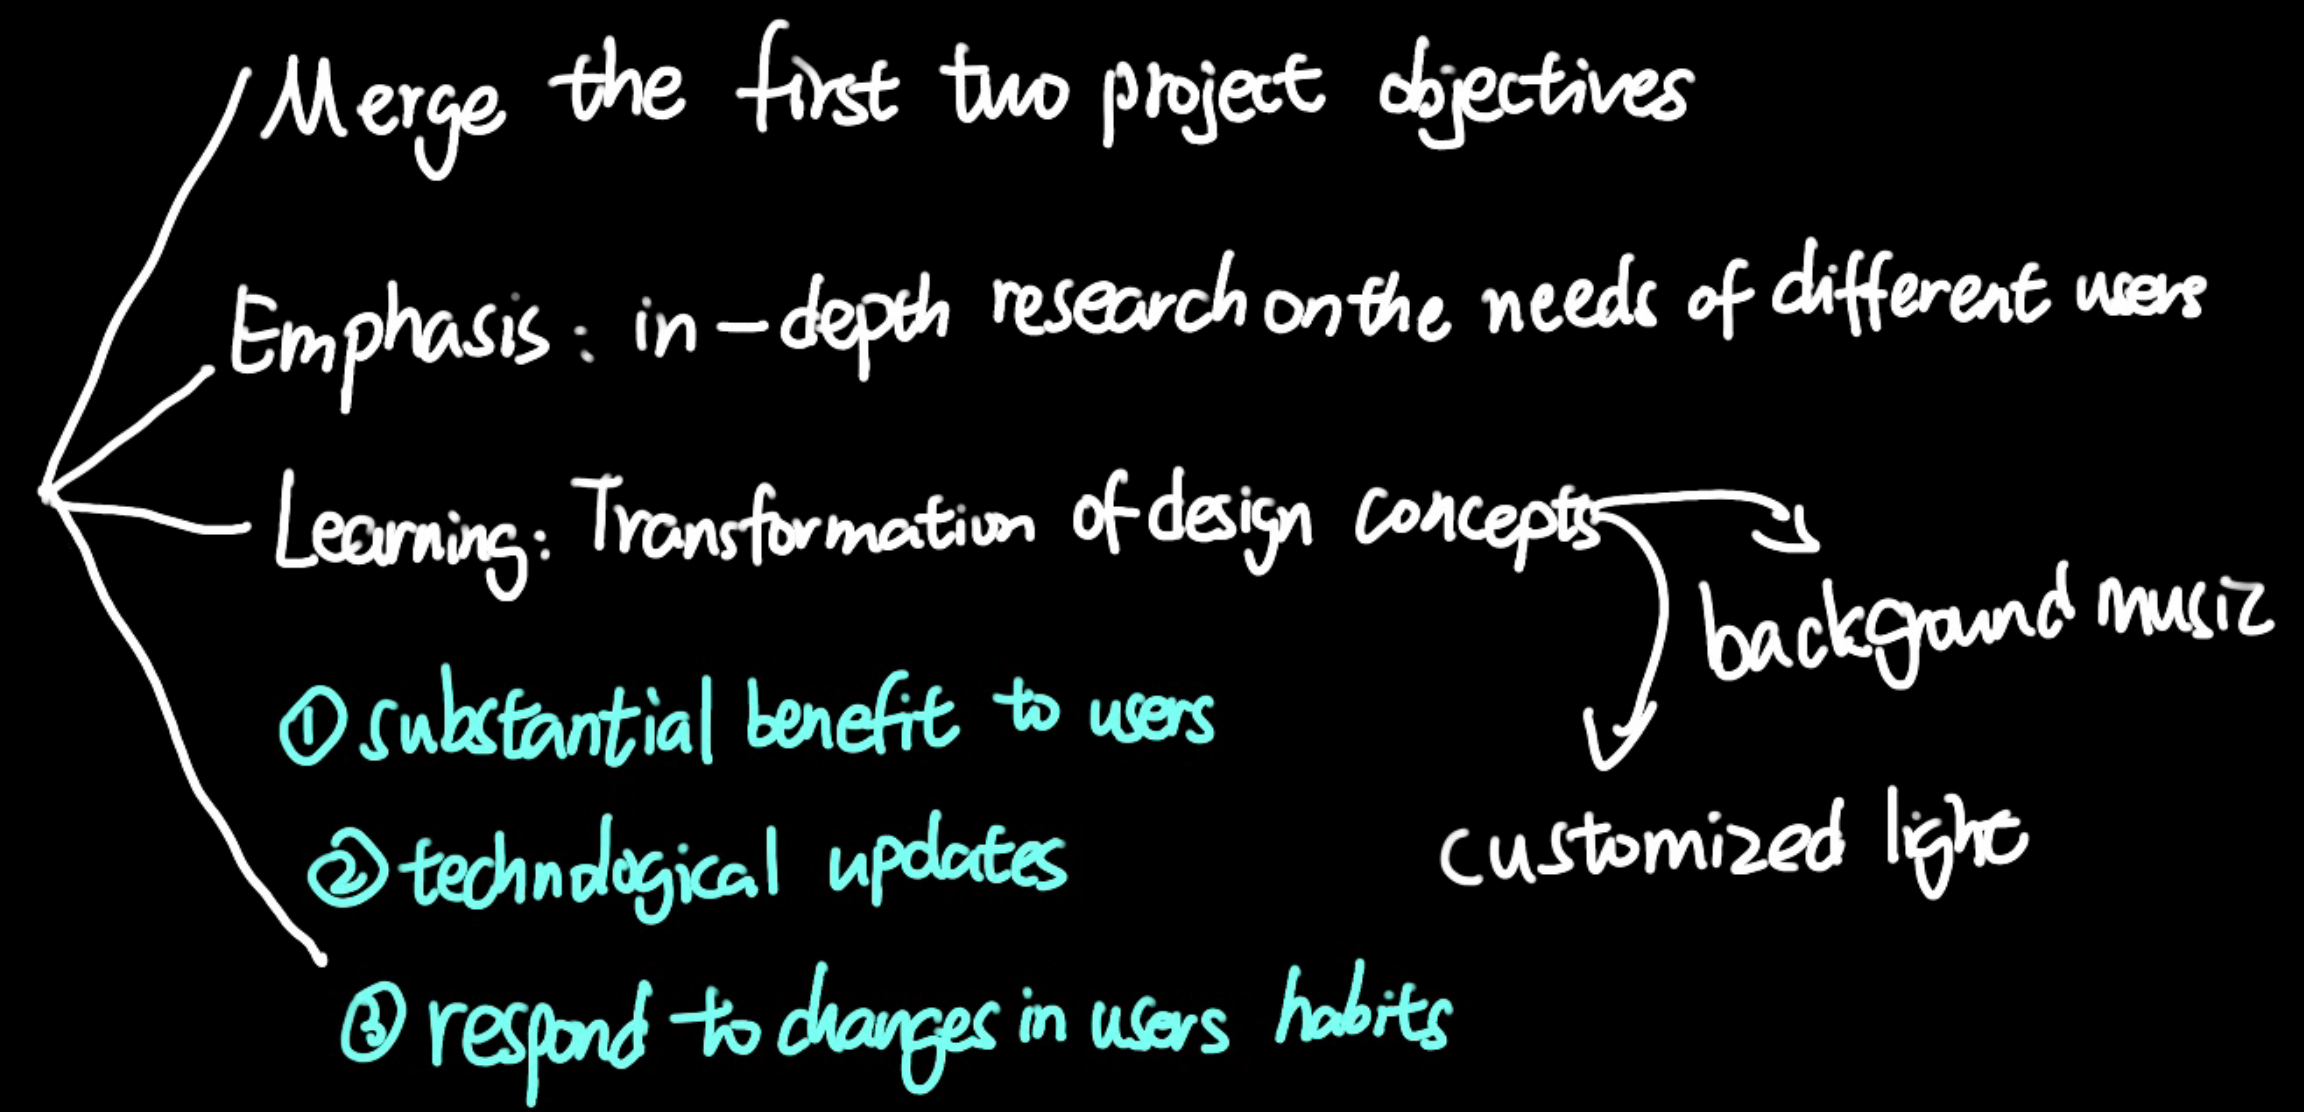 Merge the first two project objectives
Emphasis: in-depth research on the needs of different users
Learning: Transformation of design concepts
background music
① substantial benefit to users
customized light
② technological updates
③ respond to changes in users habits